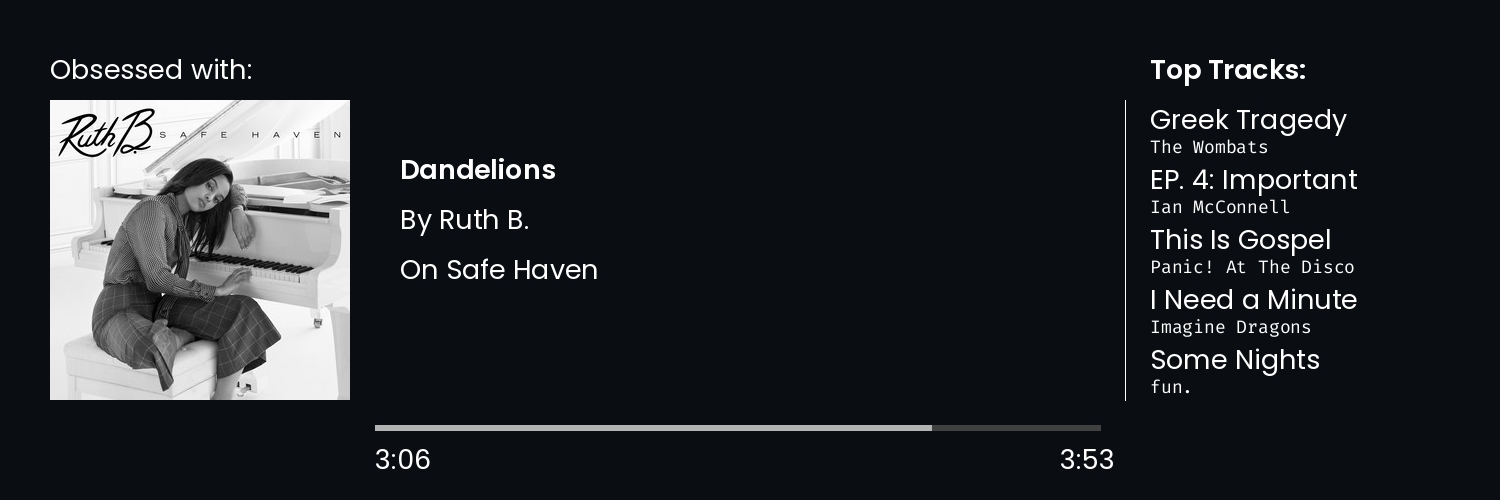 Obsessed with:
Ruth B. SAFE HAVEN
Dandelions
By Ruth B.
On Safe Haven
3:06
3:53
Top Tracks:
Greek Tragedy
The Wombats
EP. 4: Important
Ian McConnell
This Is Gospel
Panic! At The Disco
I Need a Minute
Imagine Dragons
Some Nights
fun.